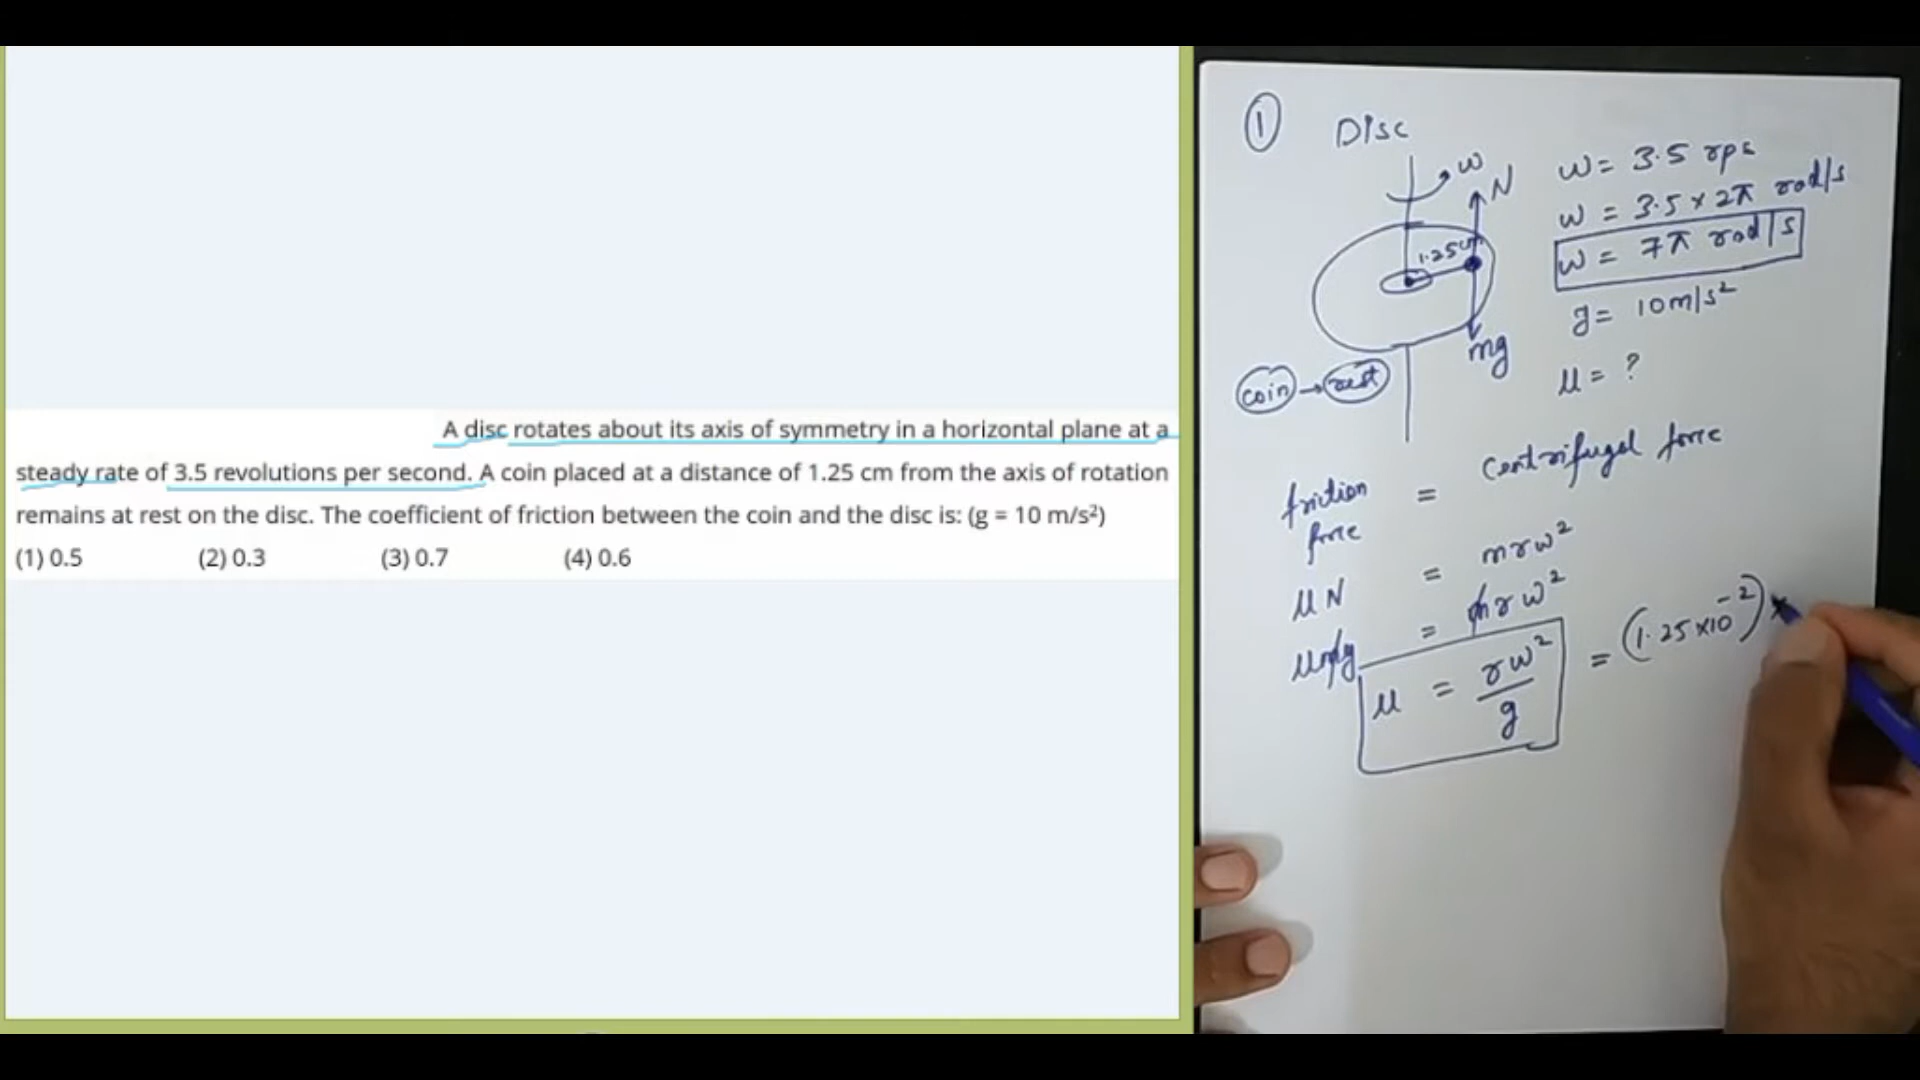 A disc rotates about its axis of symmetry in a horizontal plane at a
steady rate of 3.5 revolutions per second. A coin placed at a distance of 1.25 cm from the axis of rotation
remains at rest on the disc. The coefficient of friction between the coin and the disc is: (g = 10 m/s²)
(1) 0.5 (2) 0.3 (3) 0.7 (4) 0.6
① Disc
ω
N
1.25cm
mg
coin → rest
ω = 3.5 rps
ω = 3.5 × 2π rad/s
ω = 7π rad/s
g = 10m/s²
μ = ?
friction force = centrifugal force
μN = mrω²
μmg = mrω²
μ = rω²/g = (1.25×10⁻²)×